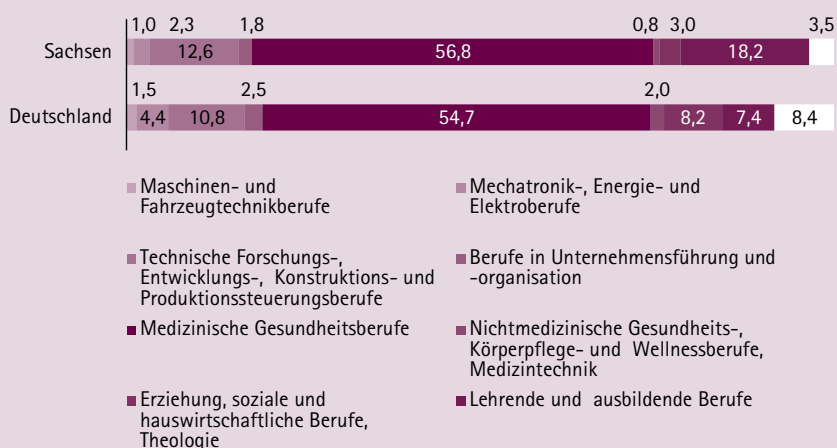 1,0 2,3 1,8 0,8 3,0 3,5
Sachsen 12,6 56,8 18,2
1,5 2,5 2,0
Deutschland 4,4 10,8 54,7 8,2 7,4 8,4
Maschinen- und
Fahrzeugtechnikberufe
Mechatronik-, Energie- und
Elektroberufe
Technische Forschungs-,
Entwicklungs-, Konstruktions- und
Produktionssteuerungsberufe
Berufe in Unternehmensführung und
-organisation
Medizinische Gesundheitsberufe
Nichtmedizinische Gesundheits-,
Körperpflege- und Wellnessberufe,
Medizintechnik
Erziehung, soziale und
hauswirtschaftliche Berufe,
Theologie
Lehrende und ausbildende Berufe